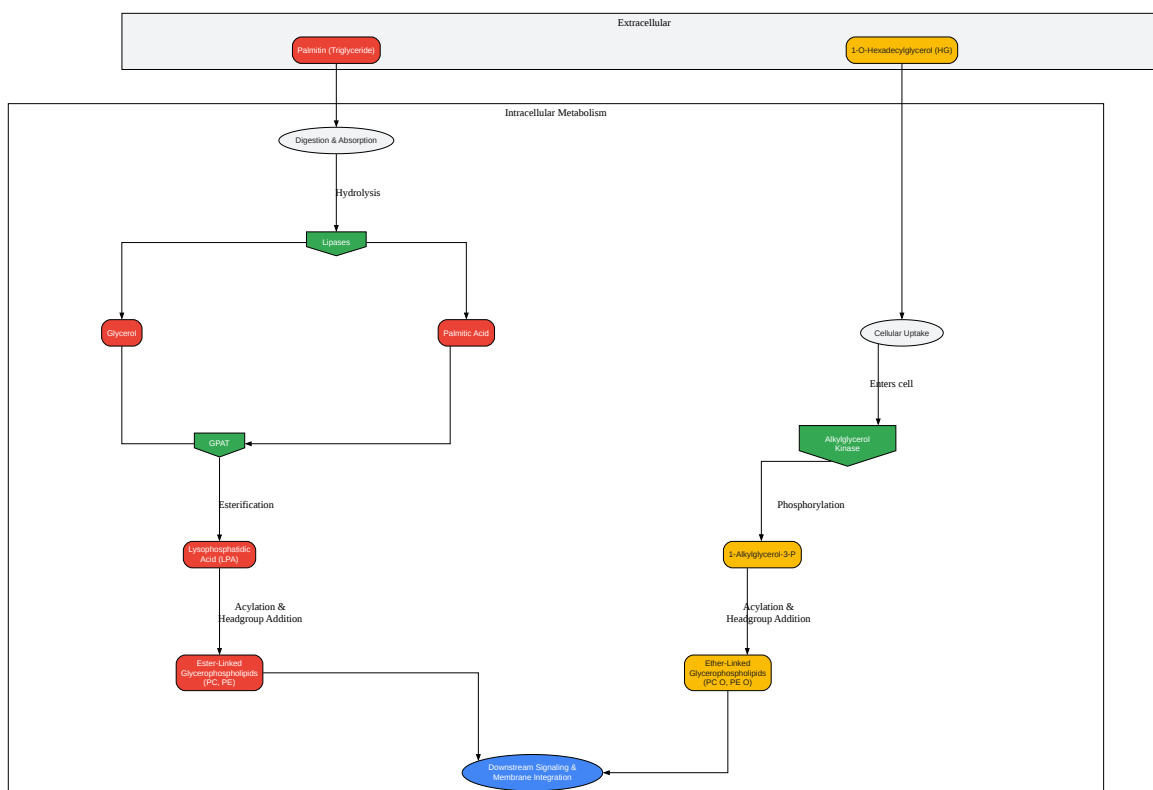 Extracellular
Palmitin (Triglyceride)
1-O-Hexadecylglycerol (HG)
Intracellular Metabolism
Digestion & Absorption
Hydrolysis
Lipases
Glycerol
Palmitic Acid
Cellular Uptake
Enters cell
GPAT
Alkylglycerol
Kinase
Esterification
Phosphorylation
Lysophosphatidic
Acid (LPA)
1-Alkylglycerol-3-P
Acylation &
Headgroup Addition
Acylation &
Headgroup Addition
Ester-Linked
Glycerophospholipids
(PC, PE)
Ether-Linked
Glycerophospholipids
(PC O, PE O)
Downstream Signaling &
Membrane Integration